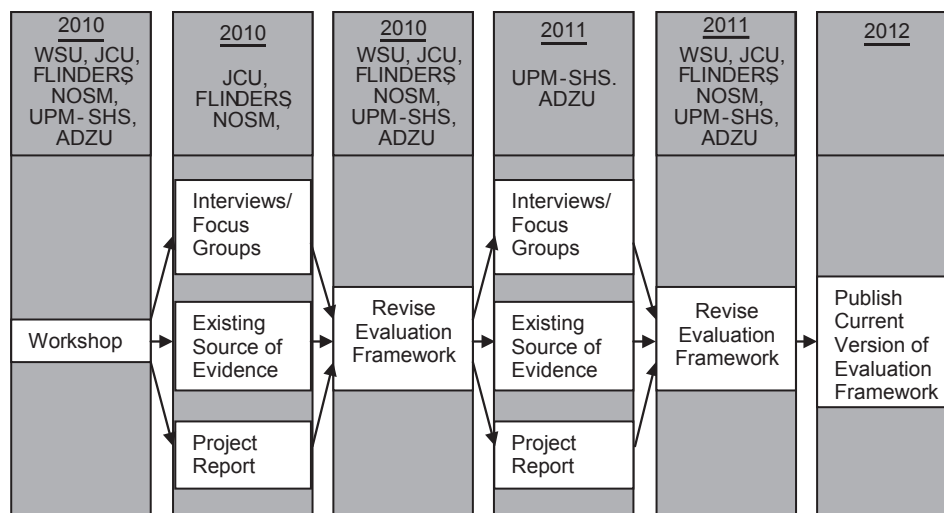 2010
WSU, JCU,
FLINDERS,
NOSM,
UPM-SHS,
ADZU
Workshop
2010
JCU,
FLINDERS,
NOSM,
Interviews/
Focus
Groups
Existing
Source of
Evidence
Project
Report
2010
WSU, JCU,
FLINDERS,
NOSM,
UPM-SHS,
ADZU
Revise
Evaluation
Framework
2011
UPM-SHS.
ADZU
Interviews/
Focus
Groups
Existing
Source of
Evidence
Project
Report
2011
WSU, JCU,
FLINDERS,
NOSM,
UPM-SHS,
ADZU
Revise
Evaluation
Framework
2012
Publish
Current
Version of
Evaluation
Framework